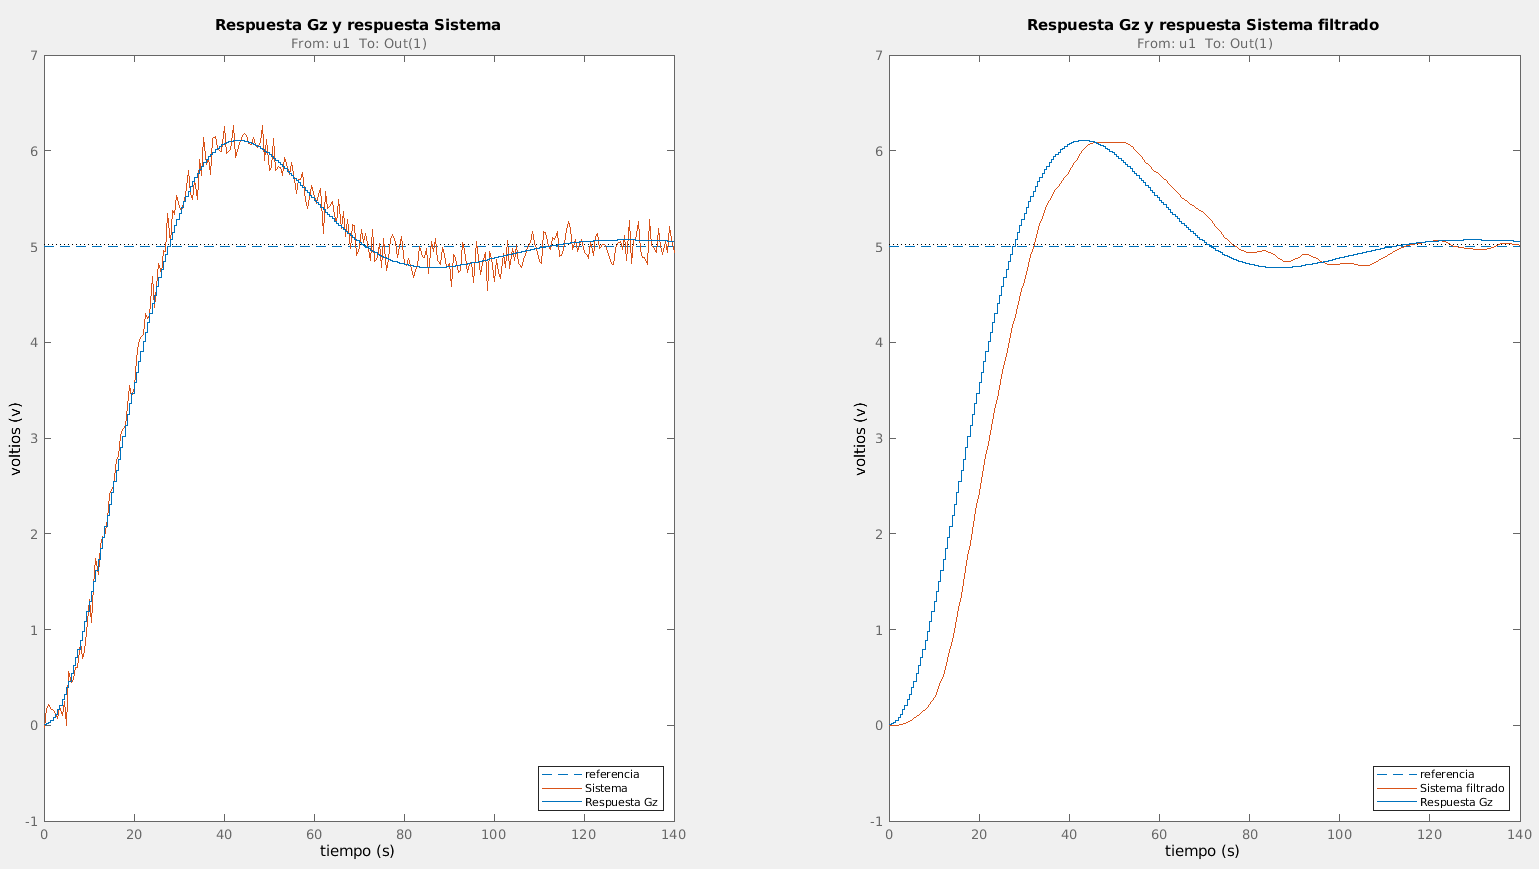 Respuesta Gz y respuesta Sistema
From: u1 To: Out(1)
7
6
5
4
3
2
1
0
-1
voltios (v)
0 20 40 60 80 100 120 140
tiempo (s)
referencia
Sistema
Respuesta Gz
Respuesta Gz y respuesta Sistema filtrado
From: u1 To: Out(1)
7
6
5
4
3
2
1
0
-1
voltios (v)
0 20 40 60 80 100 120 140
tiempo (s)
referencia
Sistema filtrado
Respuesta Gz